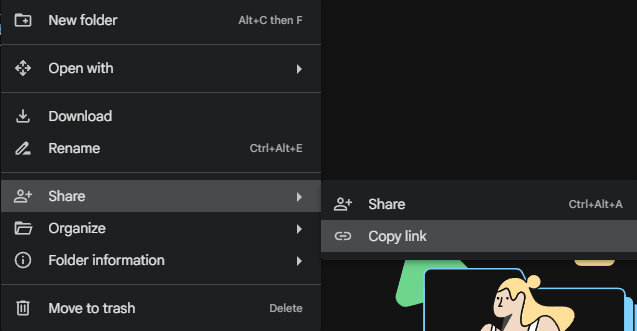 New folder Alt+C then F
Open with
Download
Rename Ctrl+Alt+E
Share
Share Ctrl+Alt+A
Organize
Copy link
Folder information
Move to trash Delete